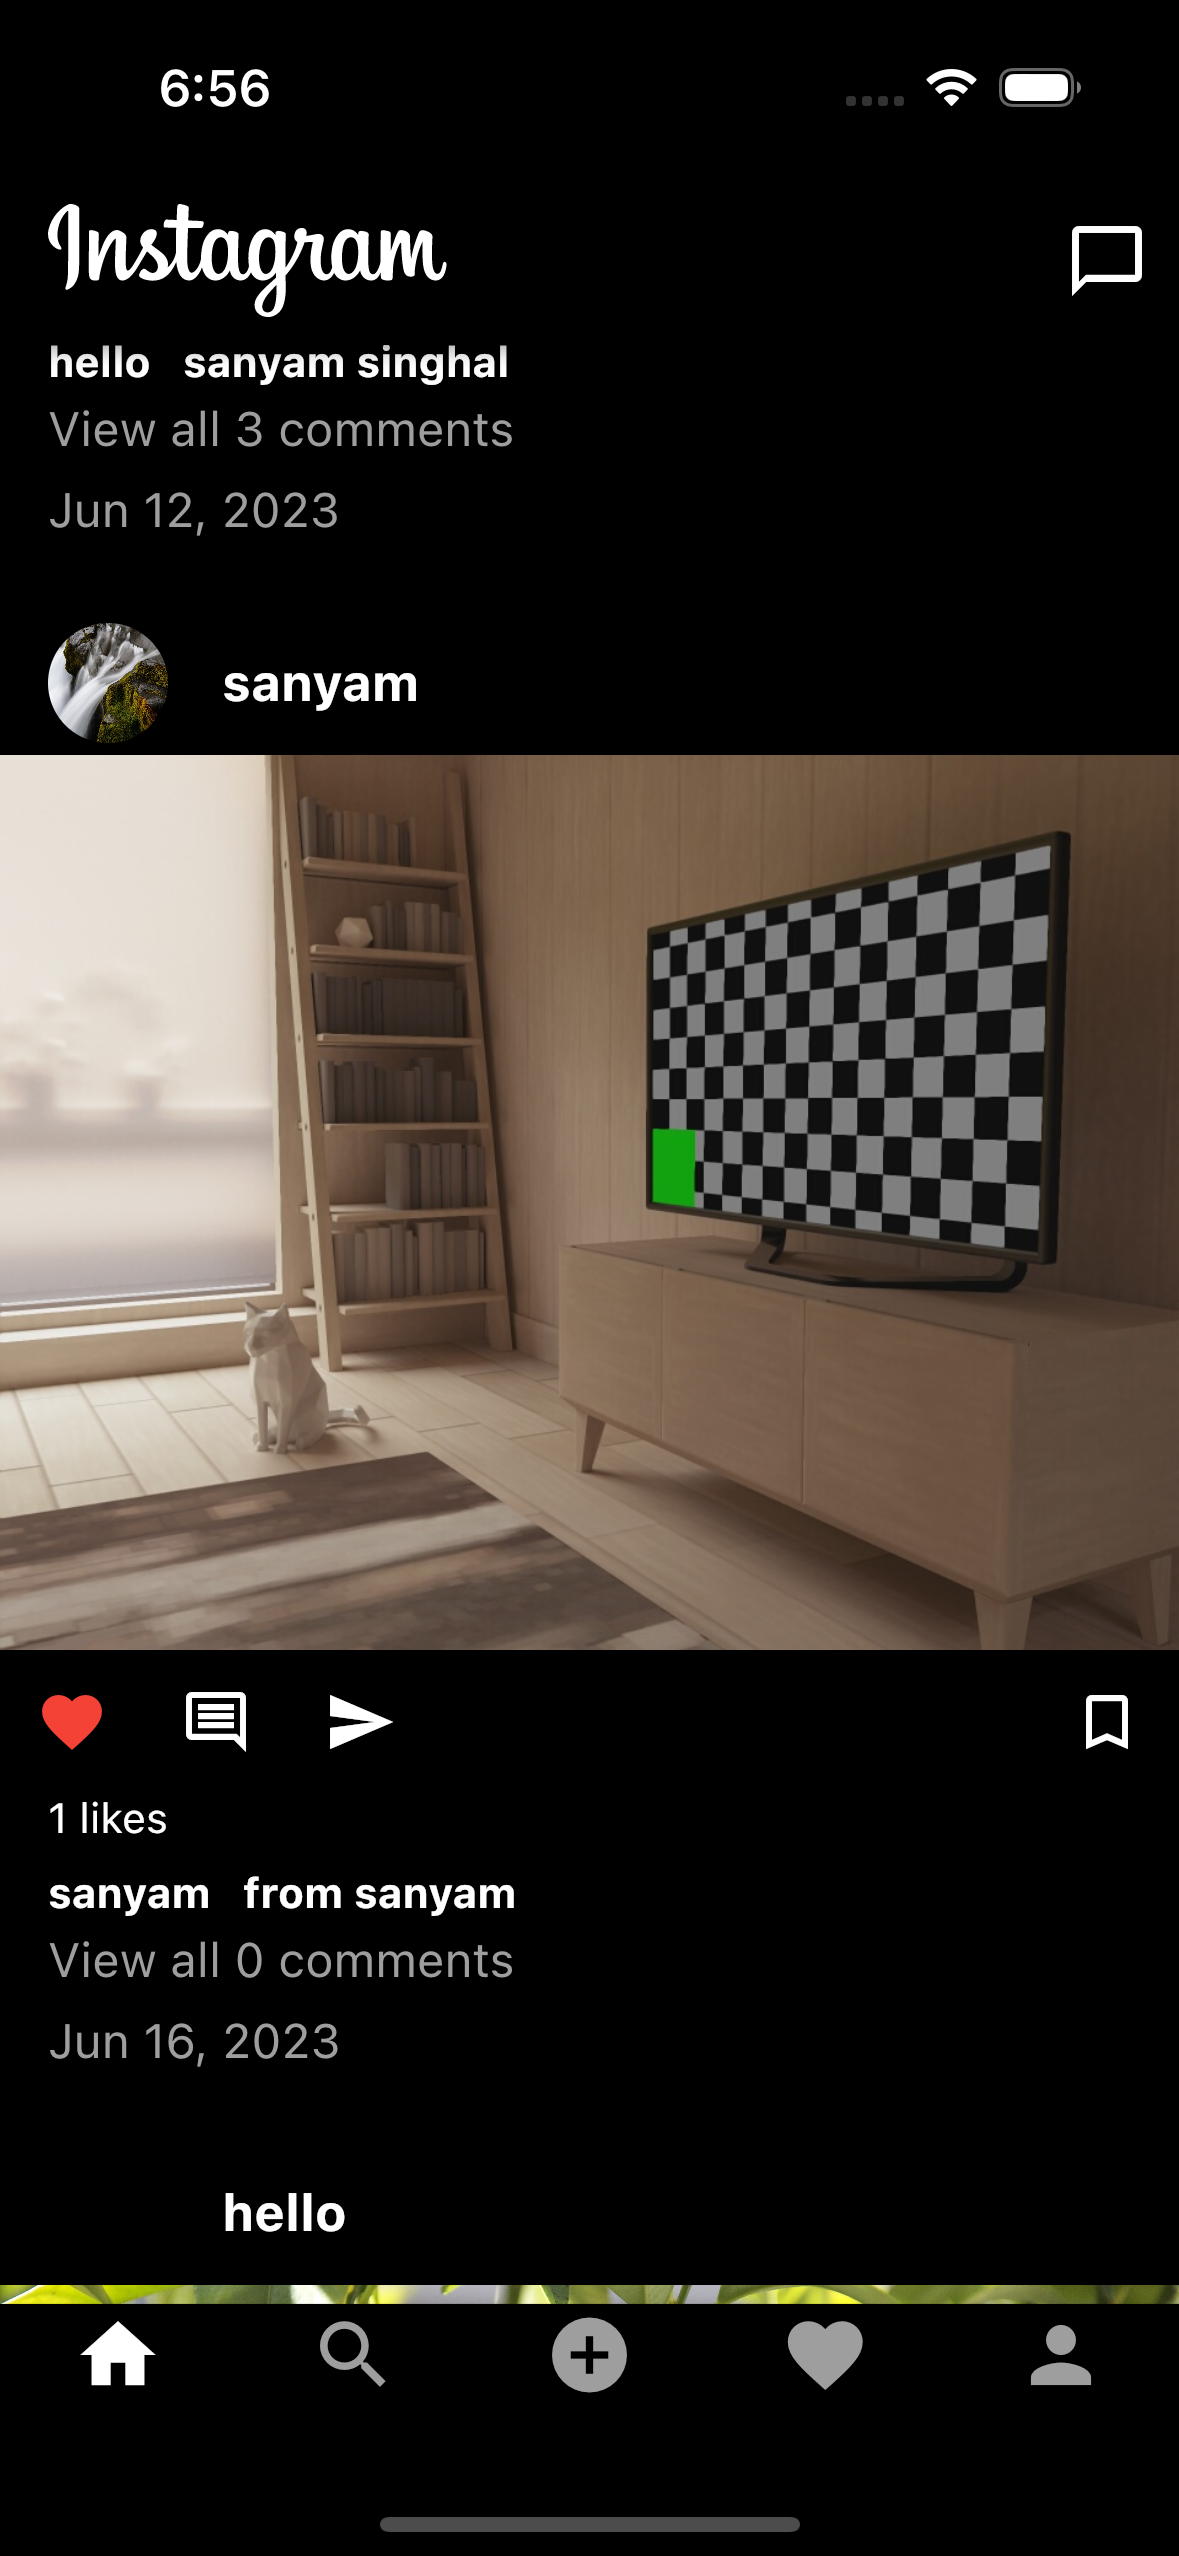 6:56
Instagram
hello sanyam singhal
View all 3 comments
Jun 12, 2023
sanyam
1 likes
sanyam from sanyam
View all 0 comments
Jun 16, 2023
hello